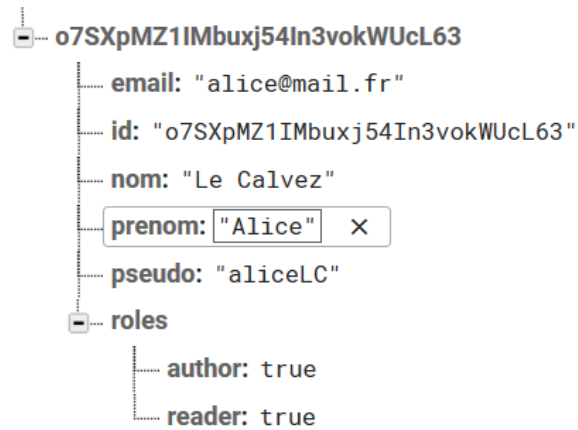 o7SXpMZ1IMbuxj54In3vokWUcL63
email: "alice@mail.fr"
id: "o7SXpMZ1IMbuxj54In3vokWUcL63"
nom: "Le Calvez"
prenom: "Alice" ×
pseudo: "aliceLC"
roles
author: true
reader: true